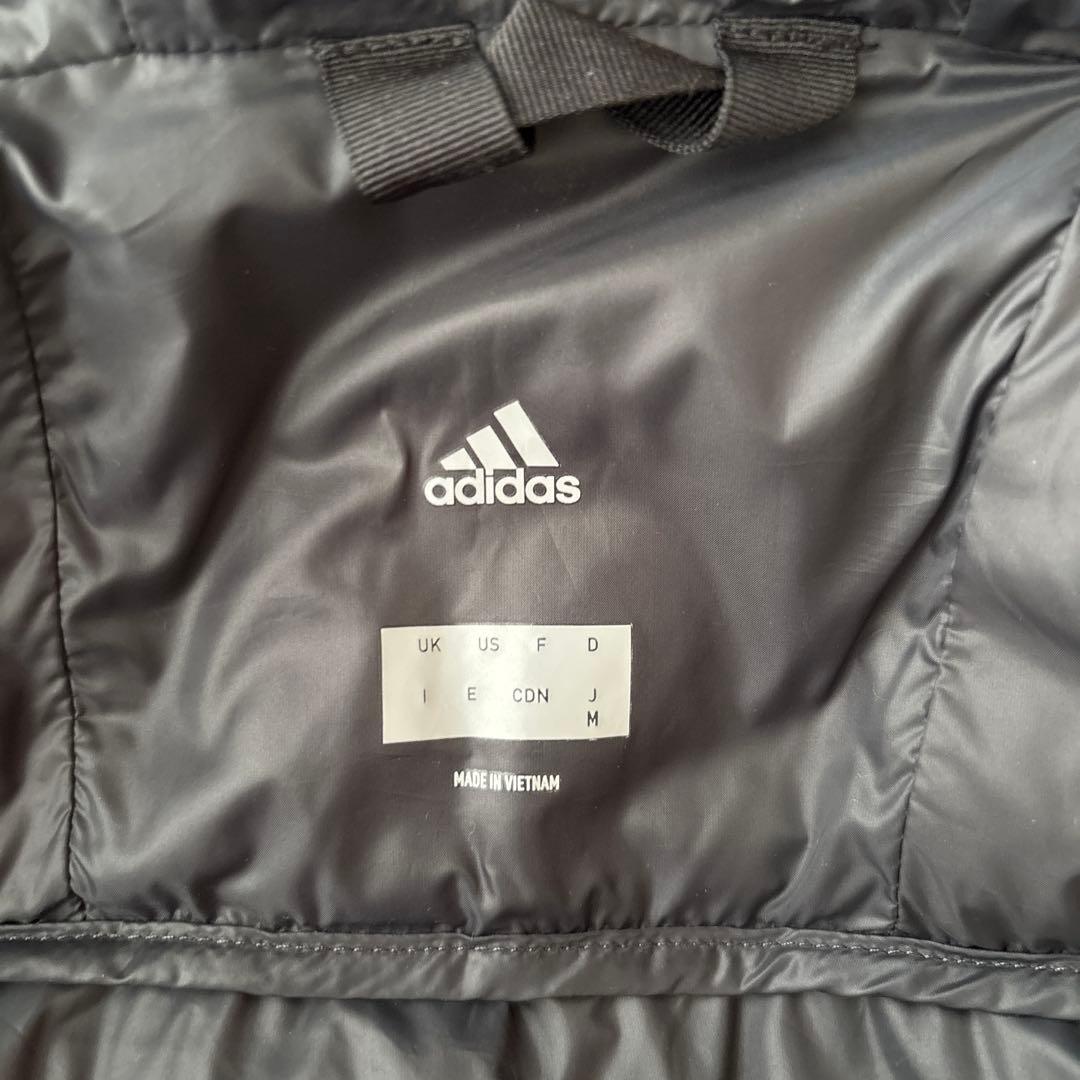 adidas
UK US F D
I E CDN J
M
MADE IN VIETNAM